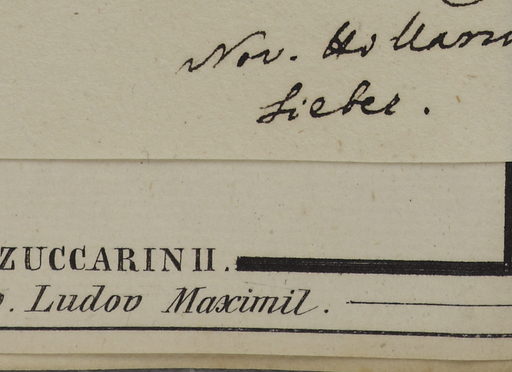 Nov. Hollan
Sieber.
ZUCCARINII.
Ludov Maximil.